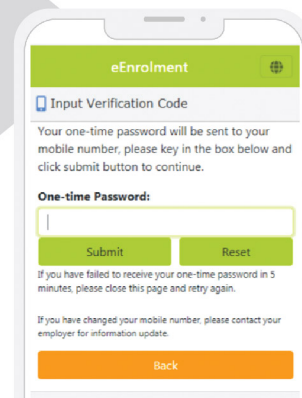 eEnrolment
Input Verification Code
Your one-time password will be sent to your
mobile number, please key in the box below and
click submit button to continue.
One-time Password:
Submit Reset
If you have failed to receive your one-time password in 5
minutes, please close this page and retry again.
If you have changed your mobile number, please contact your
employer for information update.
Back